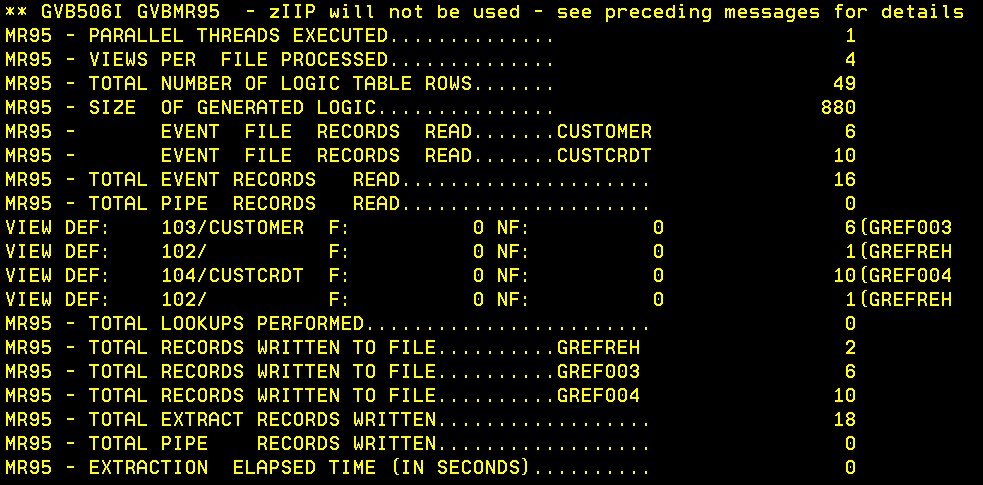 ** GVB506I GVBMR95  - zIIP will not be used - see preceding messages for details
MR95 - PARALLEL THREADS EXECUTED..............                         1
MR95 - VIEWS PER  FILE PROCESSED..............                         4
MR95 - TOTAL NUMBER OF LOGIC TABLE ROWS.......                        49
MR95 - SIZE  OF GENERATED LOGIC...............                       880
MR95 -       EVENT  FILE  RECORDS  READ.......CUSTOMER                 6
MR95 -       EVENT  FILE  RECORDS  READ.......CUSTCRDT                10
MR95 - TOTAL EVENT RECORDS   READ.....................                16
MR95 - TOTAL PIPE  RECORDS   READ.....................                 0
VIEW DEF:    103/CUSTOMER  F:          0 NF:          0               6(GREF003
VIEW DEF:    102/          F:          0 NF:          0               1(GREFREH
VIEW DEF:    104/CUSTCRDT  F:          0 NF:          0              10(GREF004
VIEW DEF:    102/          F:          0 NF:          0               1(GREFREH
MR95 - TOTAL LOOKUPS PERFORMED........................                 0
MR95 - TOTAL RECORDS WRITTEN TO FILE..........GREFREH                  2
MR95 - TOTAL RECORDS WRITTEN TO FILE..........GREF003                  6
MR95 - TOTAL RECORDS WRITTEN TO FILE..........GREF004                 10
MR95 - TOTAL EXTRACT RECORDS WRITTEN..................                18
MR95 - TOTAL PIPE    RECORDS WRITTEN..................                 0
MR95 - EXTRACTION  ELAPSED TIME (IN SECONDS)..........                 0